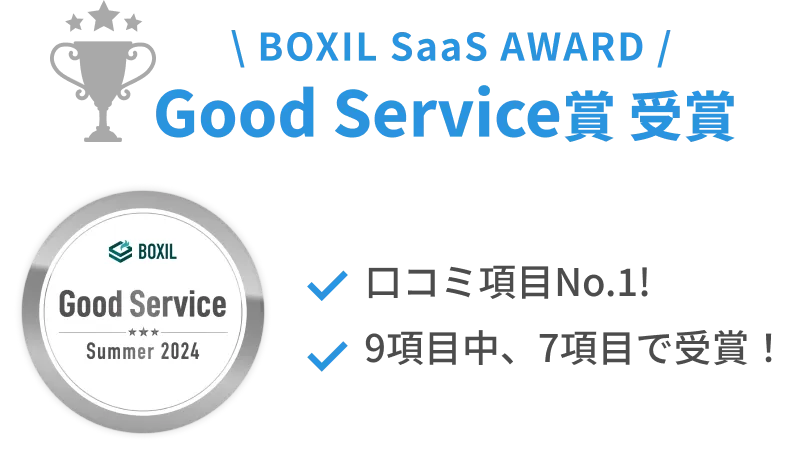 \ BOXIL SaaS AWARD /
Good Service賞 受賞
BOXIL
Good Service
Summer 2024
口コミ項目No.1!
9項目中、7項目で受賞！